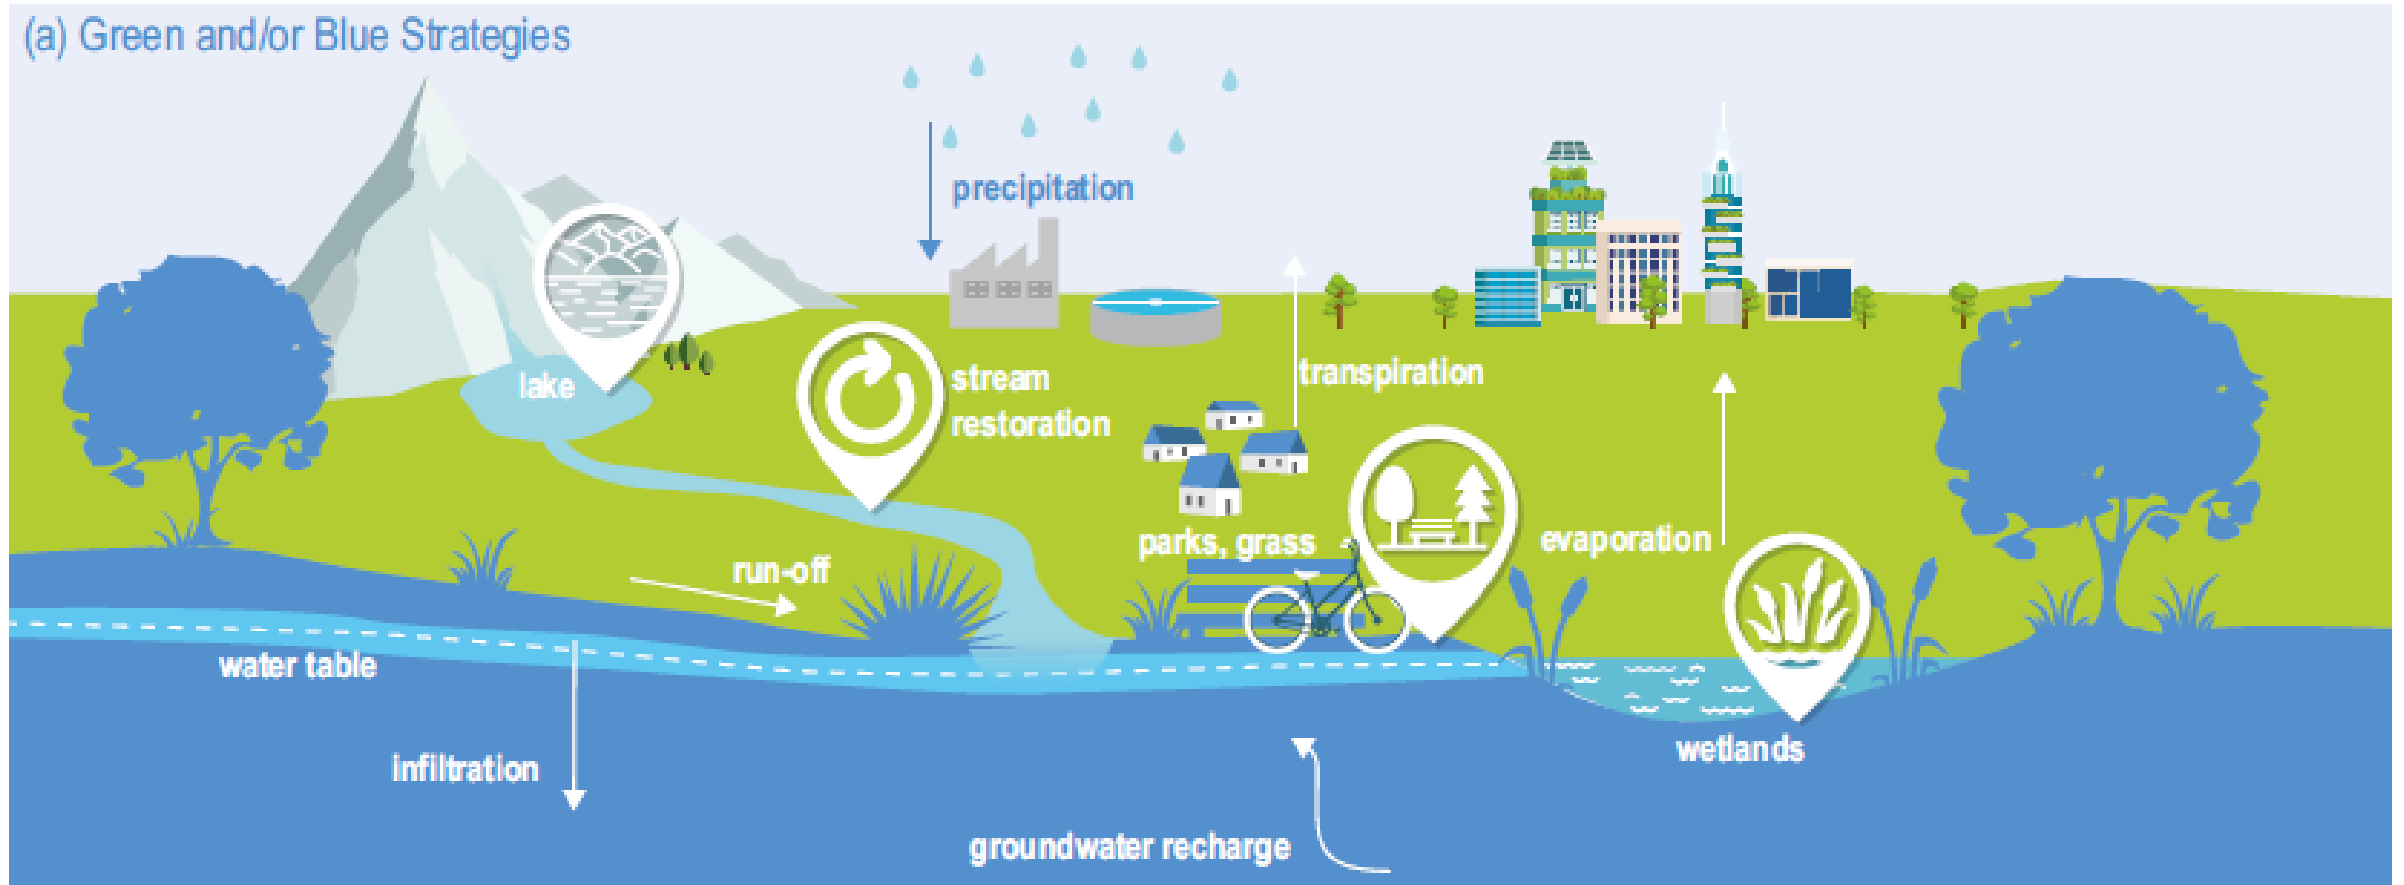 (a) Green and/or Blue Strategies
precipitation
lake
stream
restoration
transpiration
parks, grass
evaporation
run-off
water table
wetlands
infiltration
groundwater recharge